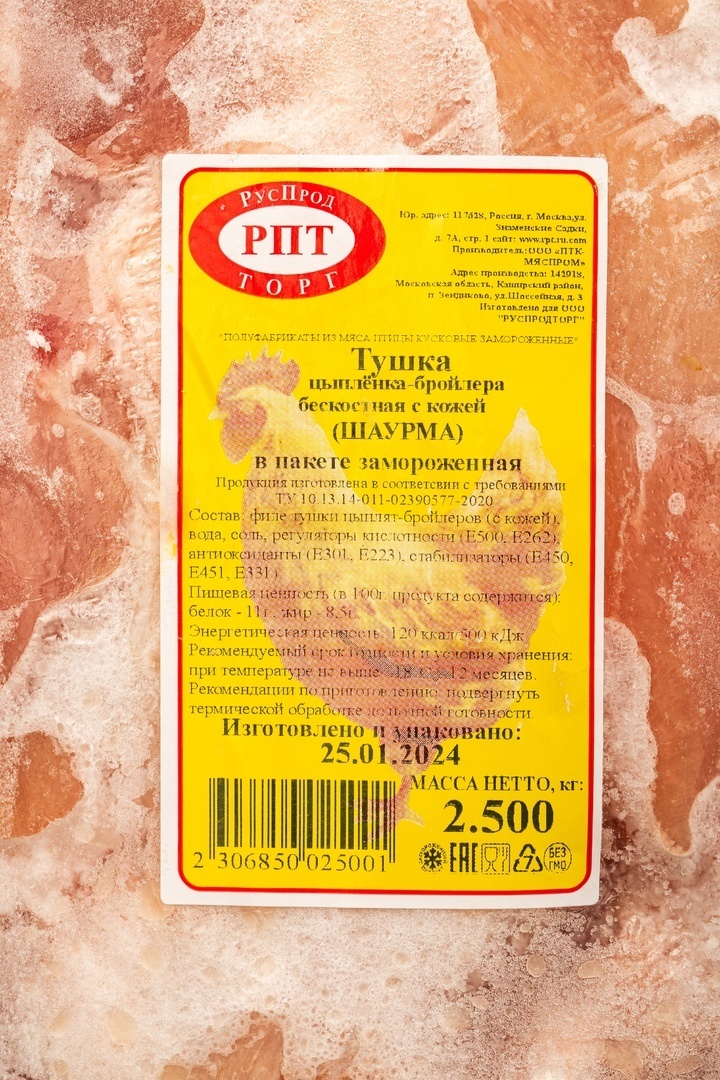 РусПрод
РПТ
ТОРГ
Юр. адрес: 117628, Россия, г. Москва,ул.
Знаменские Садки,
д. 7А, стр. 1 сайт: www.rpt.ru.com
Производитель:ООО «ПТК-
МЯСПРОМ»
Адрес производства: 142928,
Московская область, Каширский район,
п. Зендиково, ул.Шоссейная, д. 3
Изготовлено для ООО
"РУСПРОДТОРГ"
"ПОЛУФАБРИКАТЫ ИЗ МЯСА ПТИЦЫ КУСКОВЫЕ ЗАМОРОЖЕННЫЕ"
Тушка
цыплёнка-бройлера
бескостная с кожей
(ШАУРМА)
в пакете замороженная
Продукция изготовлена в соответсвии с требованиями
ТУ 10.13.14-011-02390577-2020
Состав: филе тушки цыплят-бройлеров (с кожей),
вода, соль, регуляторы кислотности (Е500, Е262),
антиоксиданты (Е301, Е223), стабилизаторы (Е450,
Е451, Е331)
Пищевая ценность (в 100г. продукта содержится):
белок - 11г. жир - 8,5г.
Энергетическая ценность: 120 ккал/500 кДж
Рекомендуемый срок годности и условия хранения:
при температуре не выше -18 С - 12 месяцев.
Рекомендации по приготовлению: подвергнуть
термической обработке до полной готовности.
Изготовлено и упаковано:
25.01.2024
МАССА НЕТТО, кг:
2.500
2 306850 025001
ЕАС
БЕЗ
ГМО